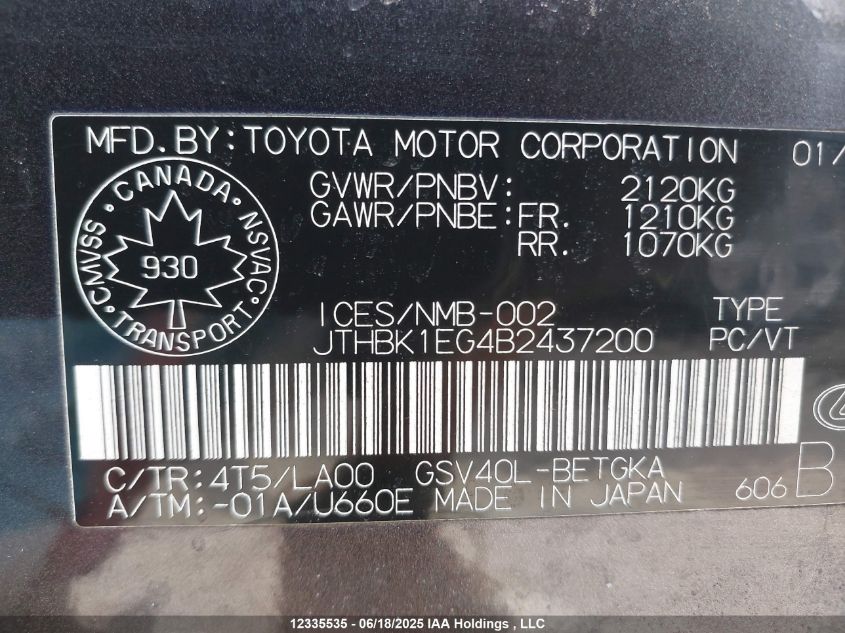 MFD. BY: TOYOTA MOTOR CORPORATION 01/
GVWR/PNBV: 2120KG
GAWR/PNBE: FR. 1210KG
RR. 1070KG
CANADA
CMVSS NSVAC
930
TRANSPORT
ICES/NMB-002 TYPE
JTHBK1EG4B2437200 PC/VT
C/TR: 4T5/LA00 GSV40L-BETGKA
A/TM: -01A/U660E MADE IN JAPAN 606 B
12335535 - 06/18/2025 IAA Holdings , LLC